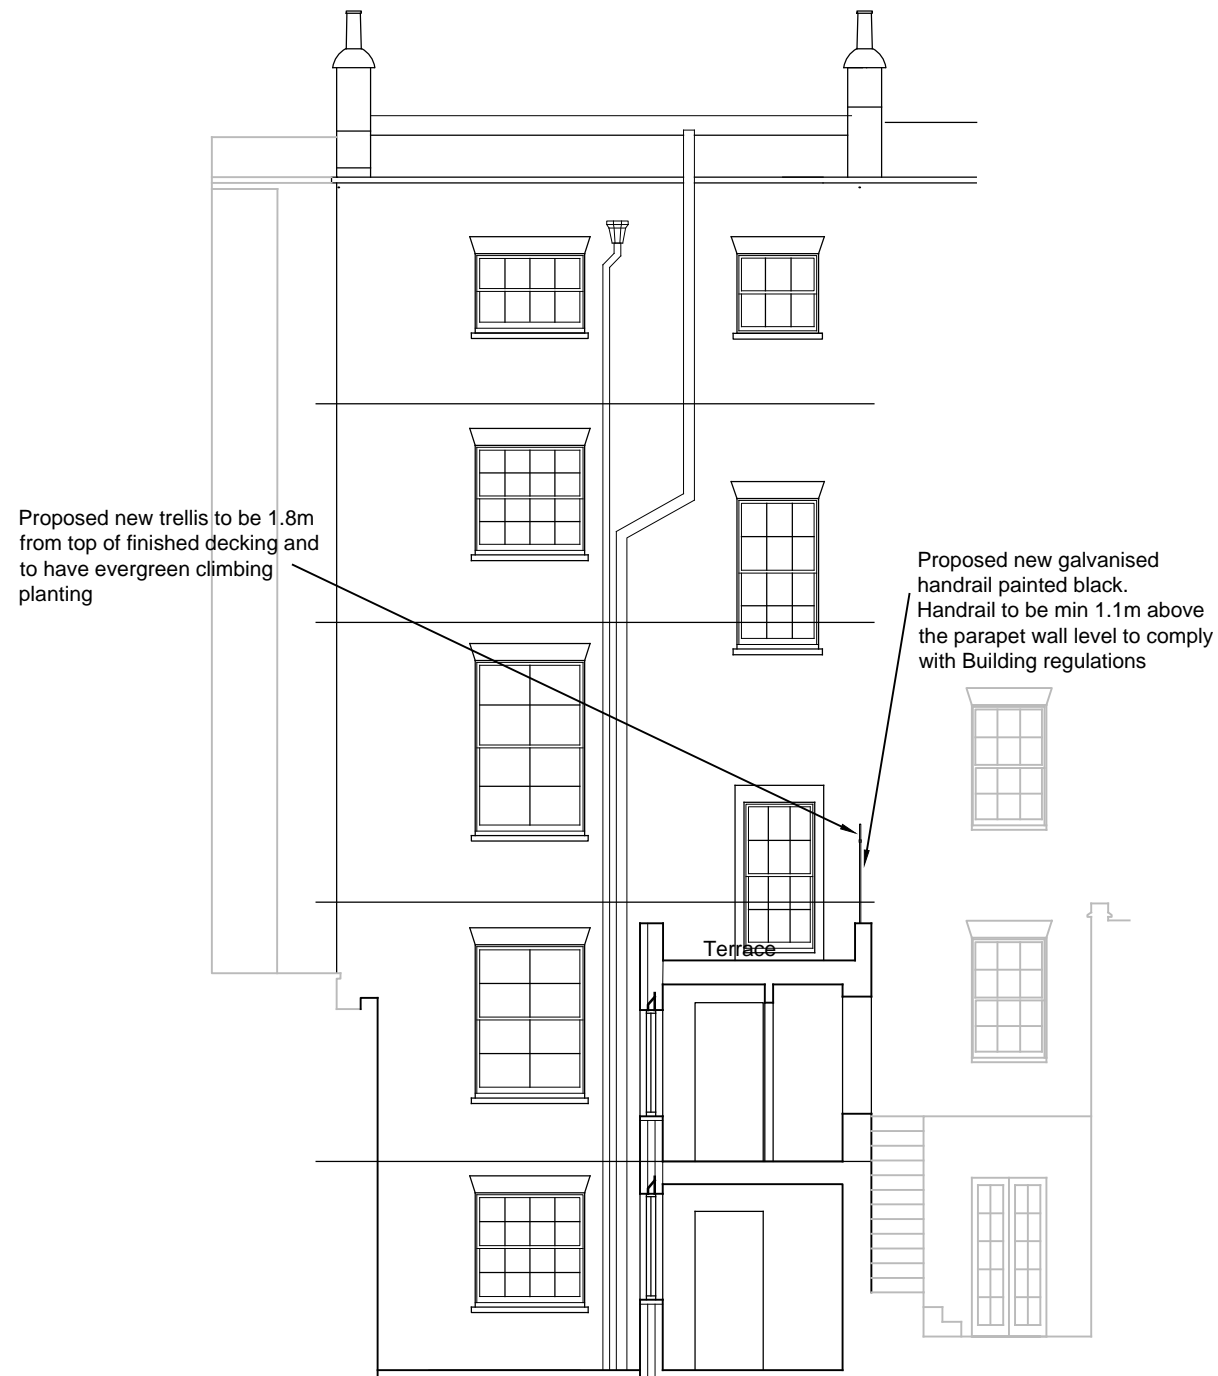 Proposed new trellis to be 1.8m
from top of finished decking and
to have evergreen climbing
planting
Proposed new galvanised
handrail painted black.
Handrail to be min 1.1m above
the parapet wall level to comply
with Building regulations
Terrace